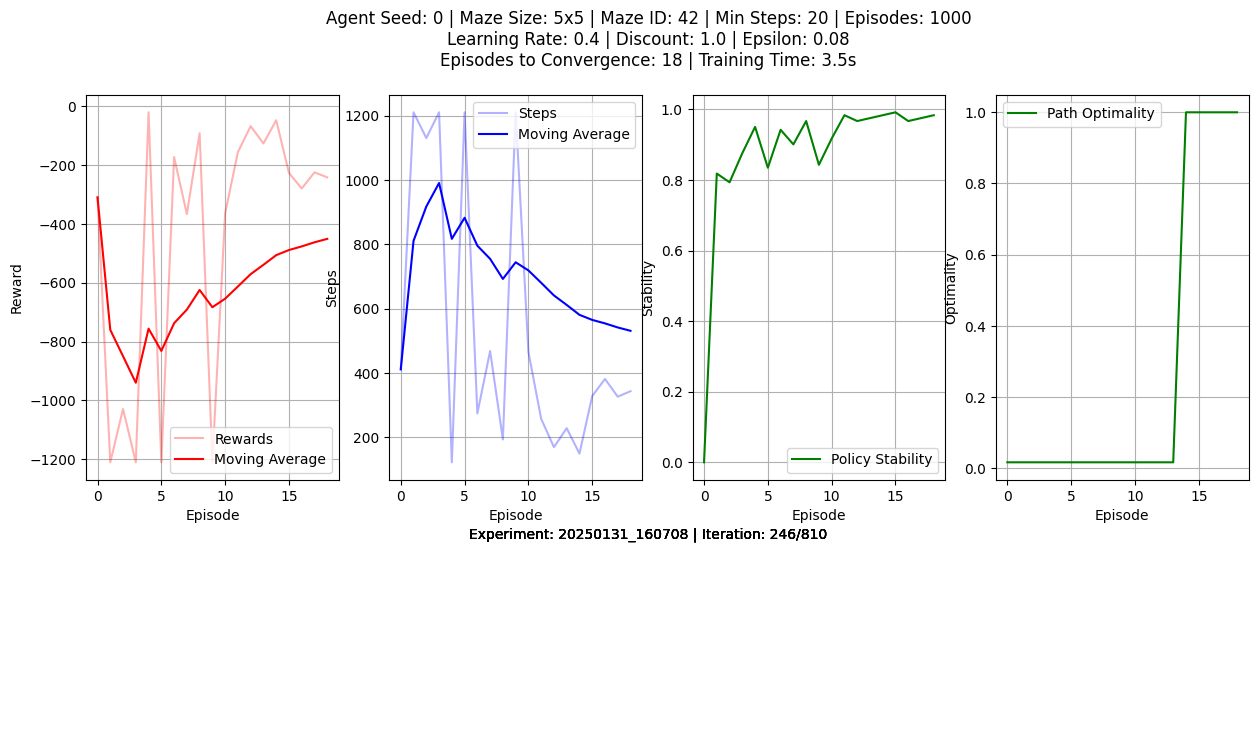 Agent Seed: 0 | Maze Size: 5x5 | Maze ID: 42 | Min Steps: 20 | Episodes: 1000
Learning Rate: 0.4 | Discount: 1.0 | Epsilon: 0.08
Episodes to Convergence: 18 | Training Time: 3.5s
Reward
0
−200
−400
−600
−800
−1000
−1200
Rewards
Moving Average
0
5
10
15
Episode
Steps
1200
1000
800
600
400
200
Steps
Moving Average
0
5
10
15
Episode
Stability
1.0
0.8
0.6
0.4
0.2
0.0
Policy Stability
0
5
10
15
Episode
Optimality
1.0
0.8
0.6
0.4
0.2
0.0
Path Optimality
0
5
10
15
Episode
Experiment: 20250131_160708 | Iteration: 246/810